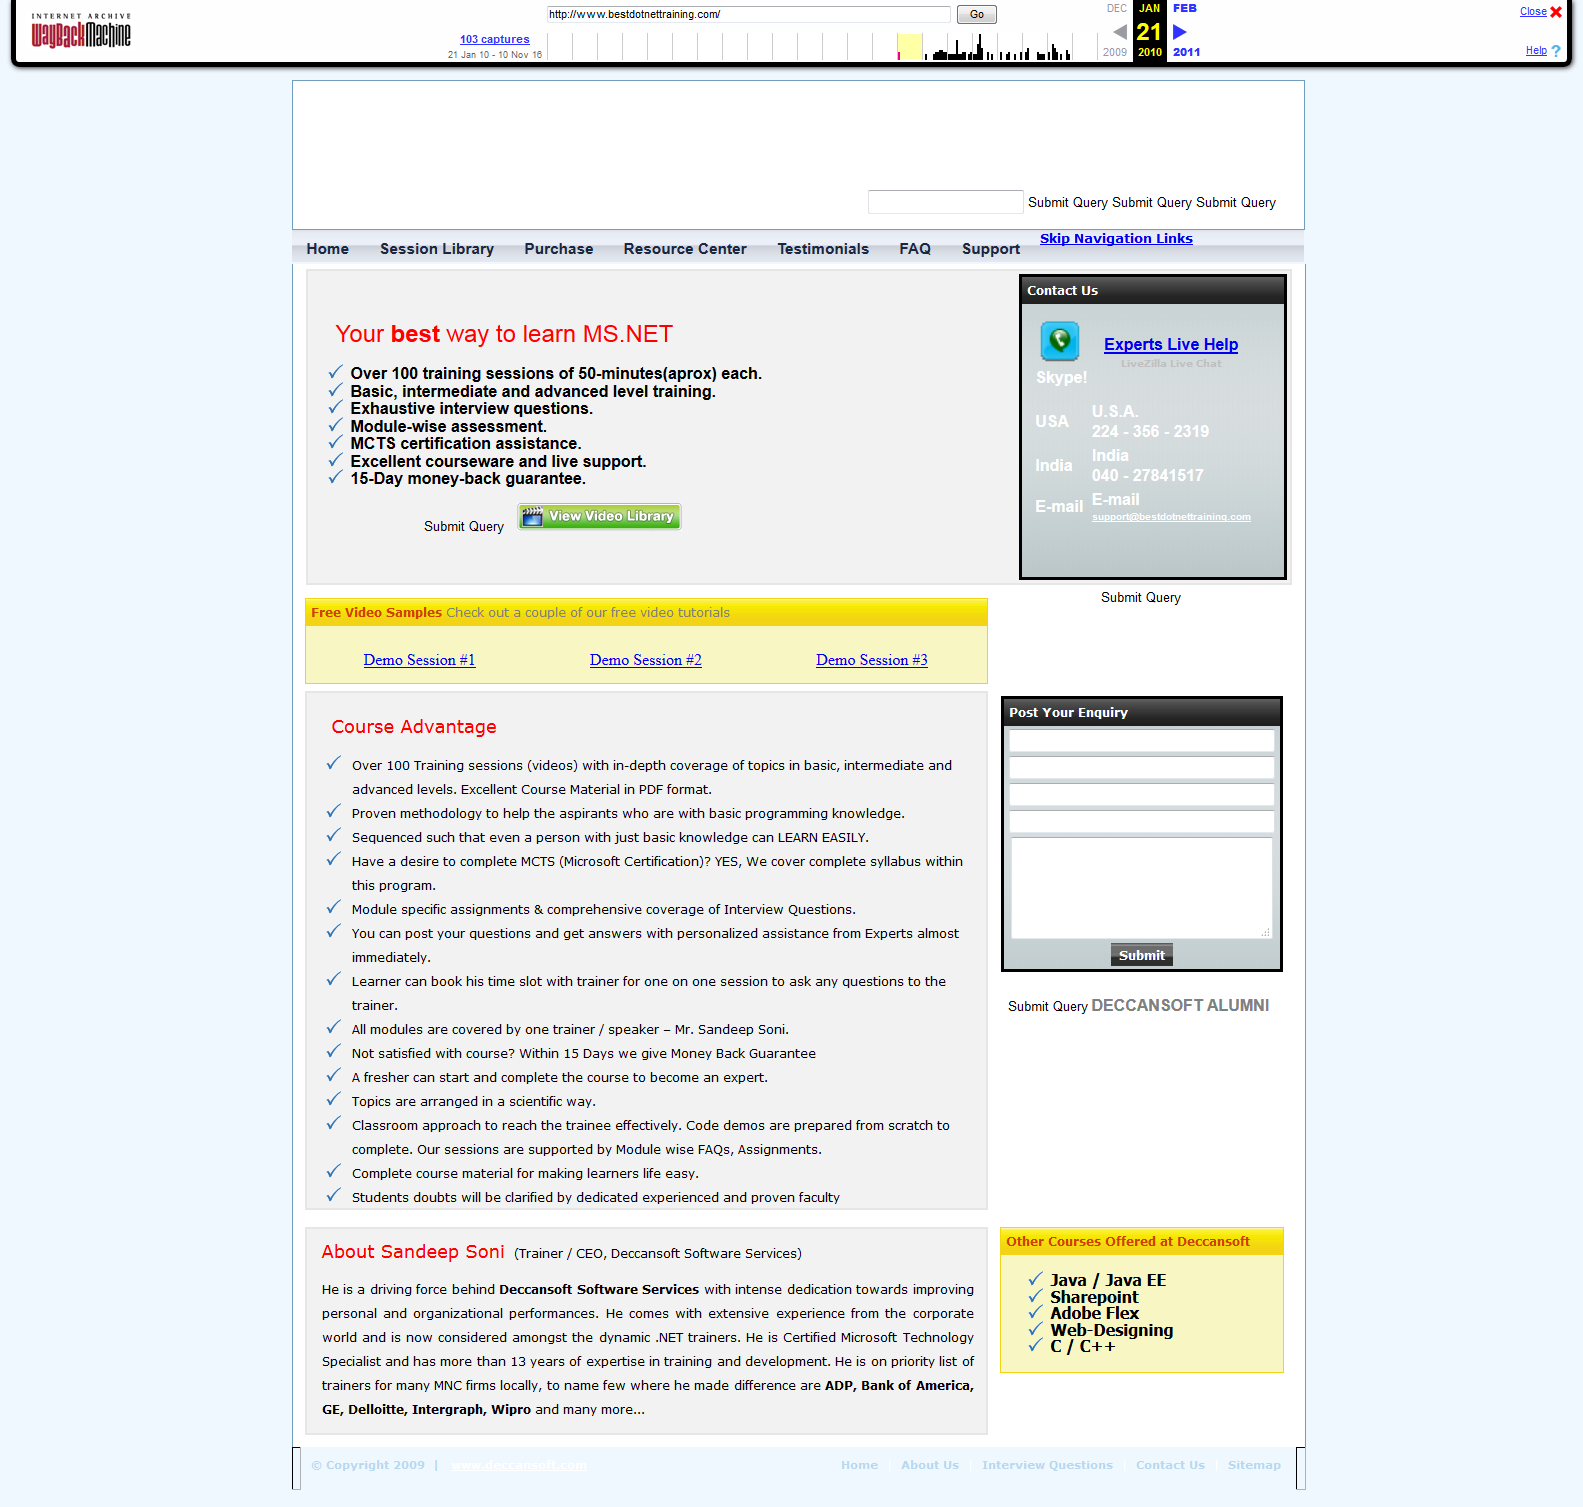 INTERNET ARCHIVE
WayBackMachine
http://www.bestdotnettraining.com/
Go
103 captures
21 Jan 10 - 10 Nov 16
DEC JAN FEB
21
2009 2010 2011
Close
Help ?
Submit Query Submit Query Submit Query
Home Session Library Purchase Resource Center Testimonials FAQ Support Skip Navigation Links
Your best way to learn MS.NET
Over 100 training sessions of 50-minutes(aprox) each.
Basic, intermediate and advanced level training.
Exhaustive interview questions.
Module-wise assessment.
MCTS certification assistance.
Excellent courseware and live support.
15-Day money-back guarantee.
Submit Query View Video Library
Contact Us
Experts Live Help
LiveZilla Live Chat
Skype!
USA
U.S.A.
224 - 356 - 2319
India
India
040 - 27841517
E-mail
E-mail
support@bestdotnettraining.com
Submit Query
Free Video Samples Check out a couple of our free video tutorials
Demo Session #1 Demo Session #2 Demo Session #3
Course Advantage
Over 100 Training sessions (videos) with in-depth coverage of topics in basic, intermediate and
advanced levels. Excellent Course Material in PDF format.
Proven methodology to help the aspirants who are with basic programming knowledge.
Sequenced such that even a person with just basic knowledge can LEARN EASILY.
Have a desire to complete MCTS (Microsoft Certification)? YES, We cover complete syllabus within
this program.
Module specific assignments & comprehensive coverage of Interview Questions.
You can post your questions and get answers with personalized assistance from Experts almost
immediately.
Learner can book his time slot with trainer for one on one session to ask any questions to the
trainer.
All modules are covered by one trainer / speaker – Mr. Sandeep Soni.
Not satisfied with course? Within 15 Days we give Money Back Guarantee
A fresher can start and complete the course to become an expert.
Topics are arranged in a scientific way.
Classroom approach to reach the trainee effectively. Code demos are prepared from scratch to
complete. Our sessions are supported by Module wise FAQs, Assignments.
Complete course material for making learners life easy.
Students doubts will be clarified by dedicated experienced and proven faculty
Post Your Enquiry
Submit
Submit Query DECCANSOFT ALUMNI
About Sandeep Soni (Trainer / CEO, Deccansoft Software Services)
He is a driving force behind Deccansoft Software Services with intense dedication towards improving
personal and organizational performances. He comes with extensive experience from the corporate
world and is now considered amongst the dynamic .NET trainers. He is Certified Microsoft Technology
Specialist and has more than 13 years of expertise in training and development. He is on priority list of
trainers for many MNC firms locally, to name few where he made difference are ADP, Bank of America,
GE, Delloitte, Intergraph, Wipro and many more...
Other Courses Offered at Deccansoft
Java / Java EE
Sharepoint
Adobe Flex
Web-Designing
C / C++
© Copyright 2009 | www.deccansoft.com
Home | About Us | Interview Questions | Contact Us | Sitemap